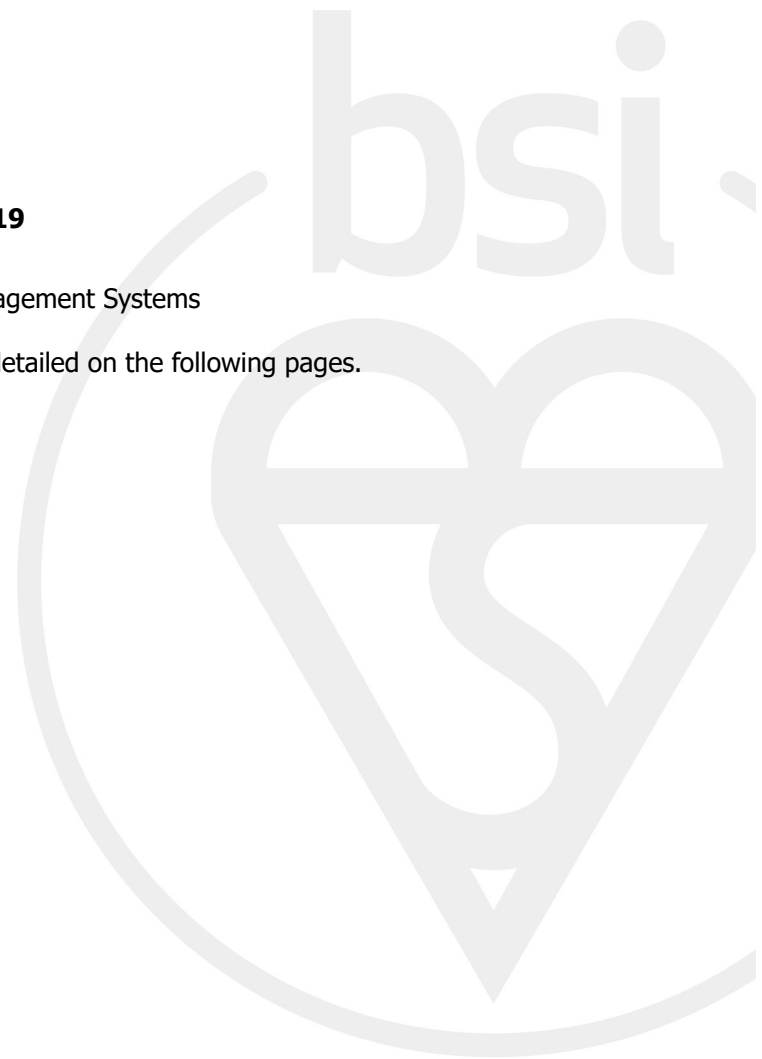 bsi
19
agement Systems
detailed on the following pages.